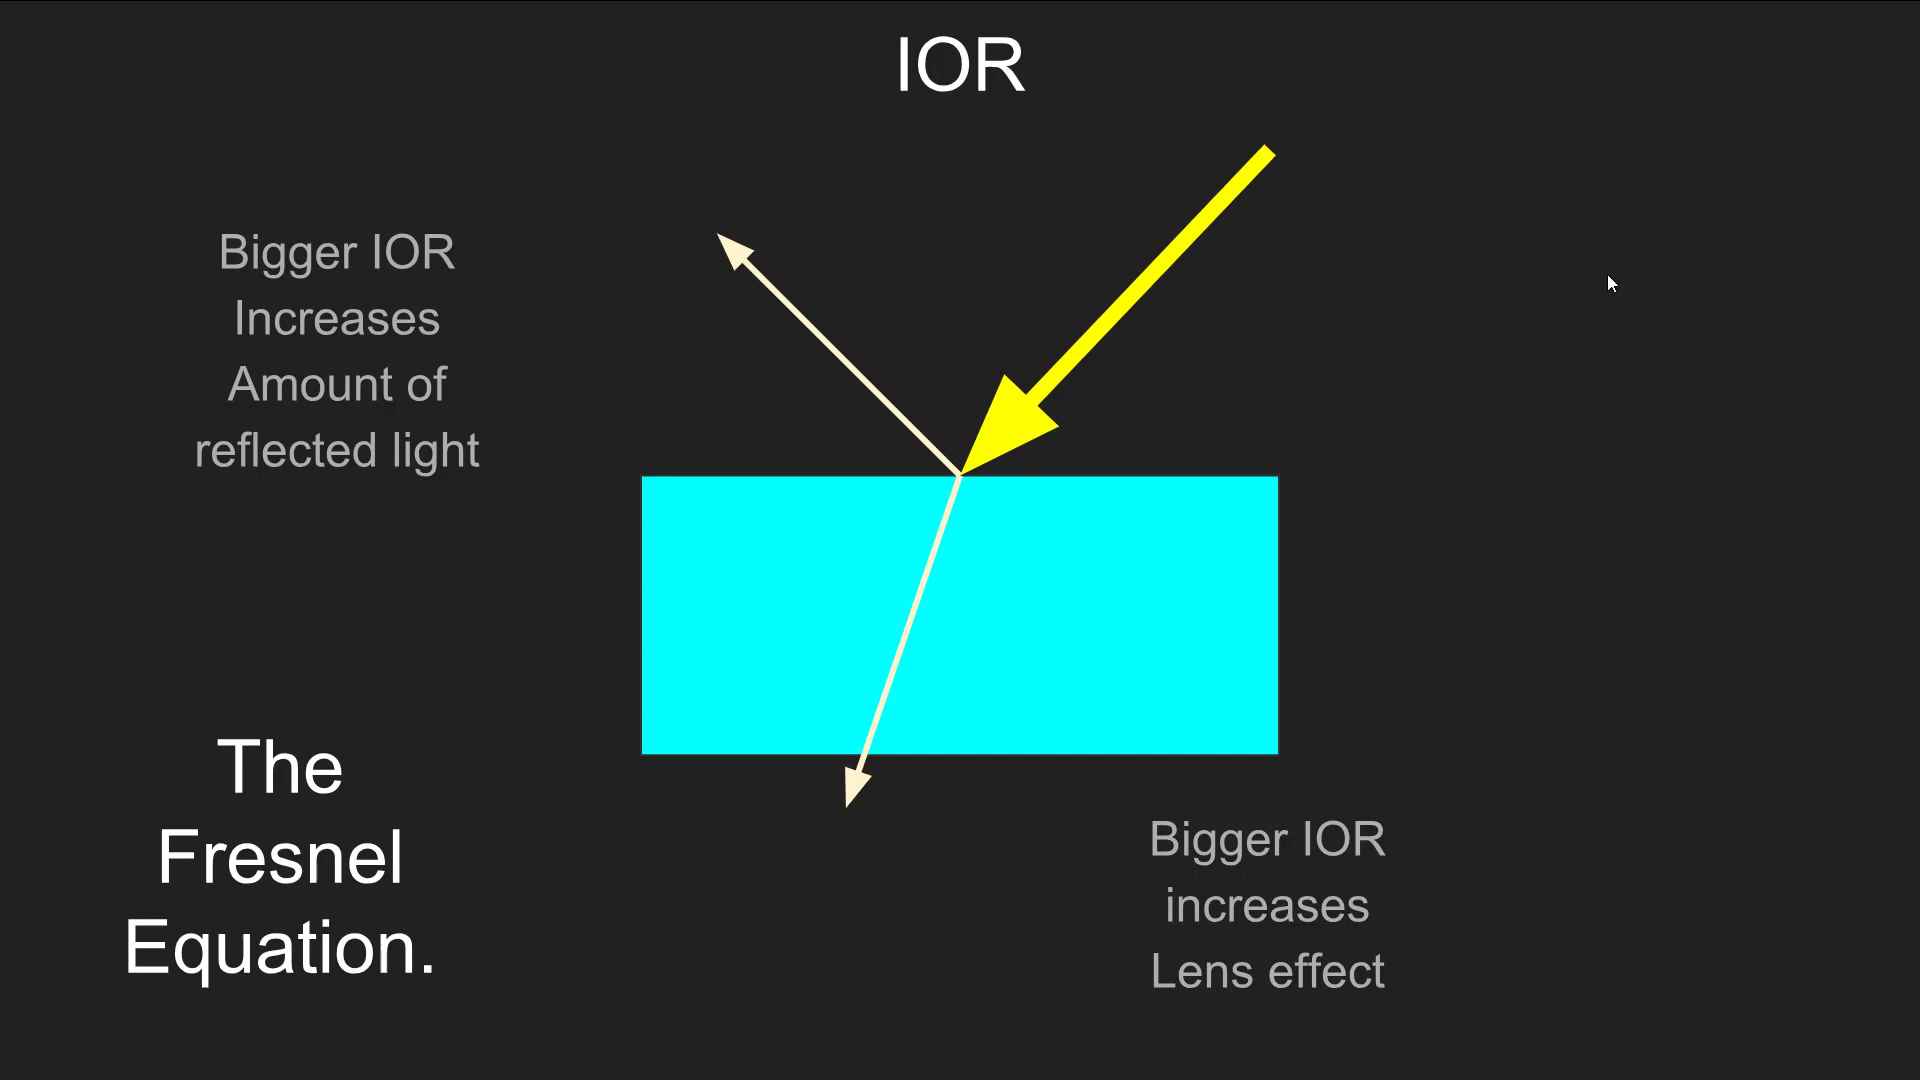 IOR
Bigger IOR
Increases
Amount of
reflected light
The
Fresnel
Equation.
Bigger IOR
increases
Lens effect